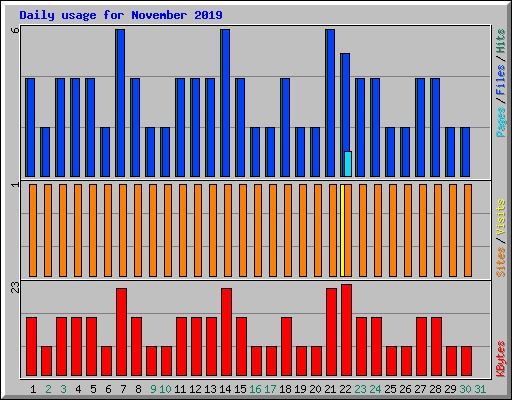 Daily usage for November 2019
6
Pages / Files / Hits
1
Sites / Visits
23
KBytes
1 2 3 4 5 6 7 8 9 10 11 12 13 14 15 16 17 18 19 20 21 22 23 24 25 26 27 28 29 30 31